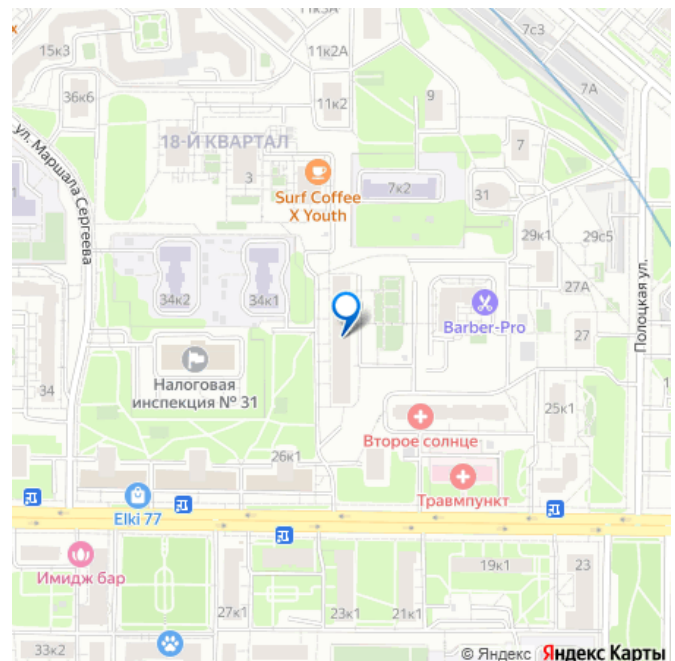 11к3А
7с3
15к3
11к2А
7А
36к6
11к2
9
ул. Маршала Сергеева
18-Й КВАРТАЛ
7
3
7к2
31
Surf Coffee
X Youth
29к1
29с5
Полоцкая ул.
34к2
34к1
27А
Barber-Pro
27
Налоговая
инспекция № 31
34
25к1
Второе солнце
26к1
Травмпункт
Elki 77
Имидж бар
19к1
23
27к1
23к1
21к1
33к2
© Яндекс Яндекс Карты